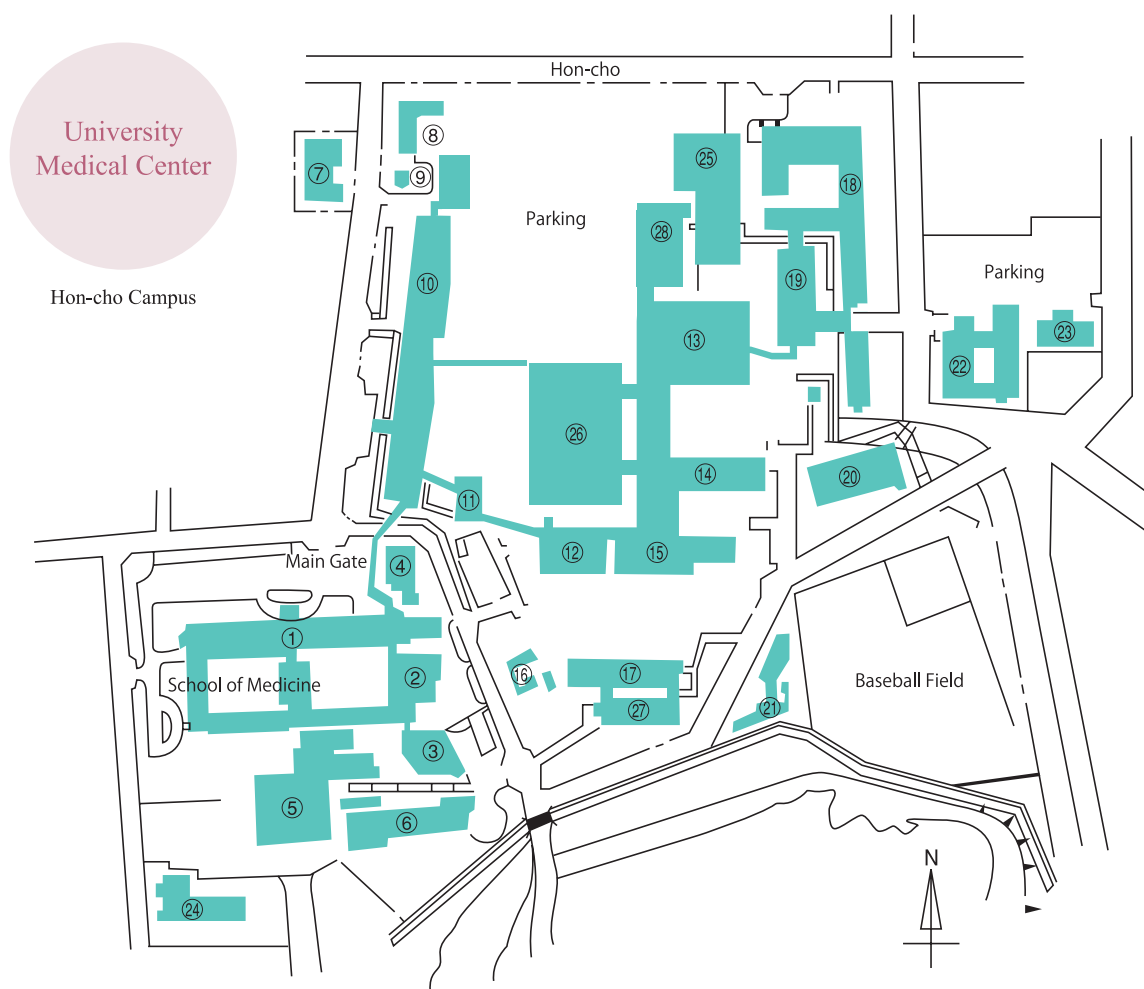 Hon-cho
University
Medical Center
Hon-cho Campus
⑧
⑦
⑨
㉕
⑱
Parking
㉘
Parking
⑩
⑲
⑬
㉓
㉒
㉖
⑭
⑳
⑪
⑫
⑮
Main Gate
④
①
⑯
⑰
School of Medicine
②
Baseball Field
㉗
㉑
③
⑤
⑥
N
㉔